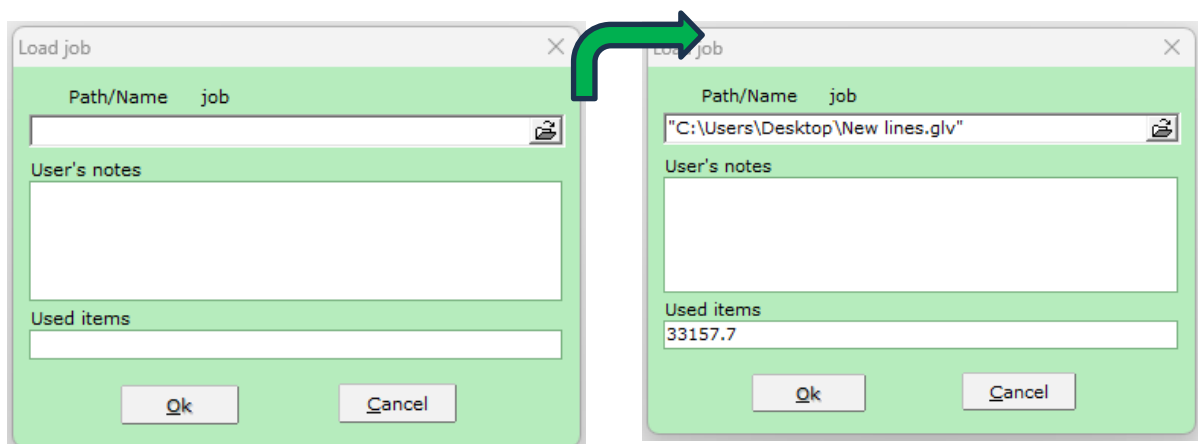 Load job
Path/Name job
User's notes
Used items
Ok Cancel
Load job
Path/Name job
"C:\Users\Desktop\New lines.glv"
User's notes
Used items
33157.7
Ok Cancel